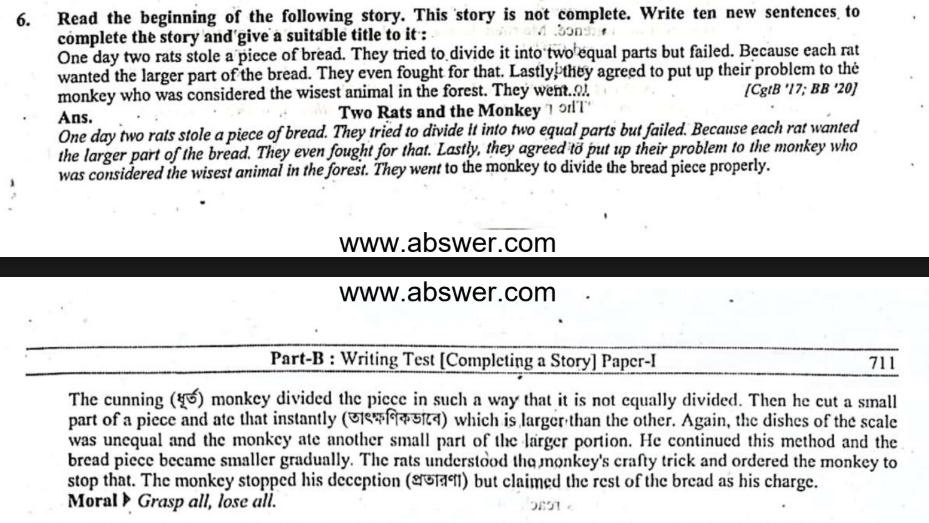 6. Read the beginning of the following story. This story is not complete. Write ten new sentences to
complete the story and give a suitable title to it :
One day two rats stole a piece of bread. They tried to divide it into two equal parts but failed. Because each rat
wanted the larger part of the bread. They even fought for that. Lastly, they agreed to put up their problem to the
monkey who was considered the wisest animal in the forest. They went...
[CgtB '17; BB '20]
Ans.
Two Rats and the Monkey
One day two rats stole a piece of bread. They tried to divide it into two equal parts but failed. Because each rat wanted
the larger part of the bread. They even fought for that. Lastly, they agreed to put up their problem to the monkey who
was considered the wisest animal in the forest. They went to the monkey to divide the bread piece properly.
www.abswer.com
www.abswer.com
Part-B : Writing Test [Completing a Story] Paper-I 711
The cunning (ধূর্ত) monkey divided the piece in such a way that it is not equally divided. Then he cut a small
part of a piece and ate that instantly (তাৎক্ষণিকভাবে) which is larger than the other. Again, the dishes of the scale
was unequal and the monkey ate another small part of the larger portion. He continued this method and the
bread piece became smaller gradually. The rats understood the monkey's crafty trick and ordered the monkey to
stop that. The monkey stopped his deception (প্রতারণা) but claimed the rest of the bread as his charge.
Moral ▶ Grasp all, lose all.